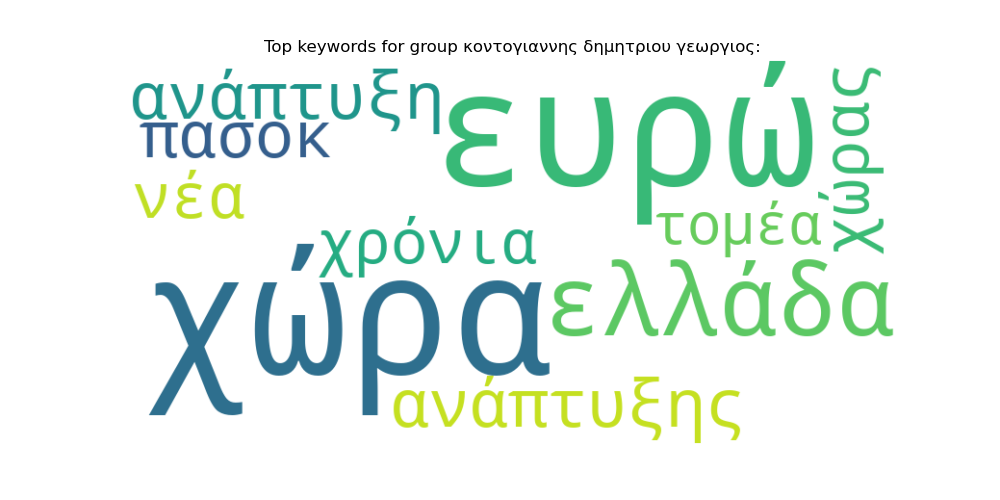 Top keywords for group κοντογιαννης δημητριου γεωργιος:
ανάπτυξη
ευρώ
χώρας
πασοκ
νέα
τομέα
χρόνια
χώρα
ελλάδα
ανάπτυξης